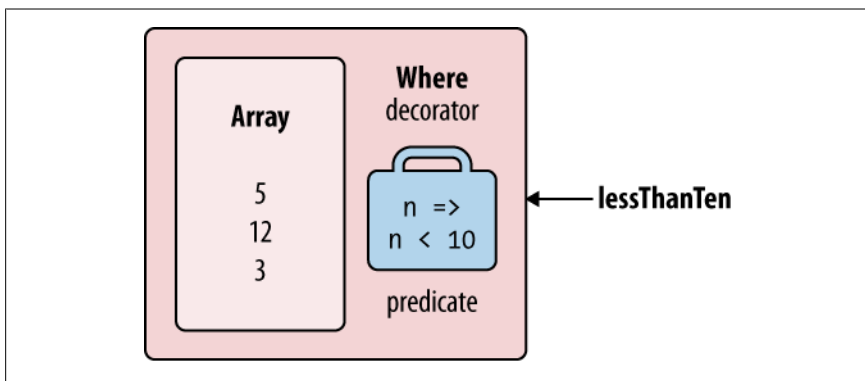 Array
5
12
3
Where
decorator
n =>
n < 10
predicate
lessThanTen